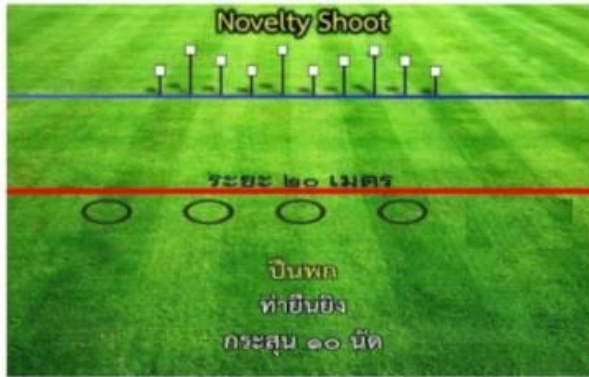 Novelty Shoot
ระยะ ๒๐ เมตร
ปืนพก
ท่ายืนยิง
กระสุน ๑๐ นัด